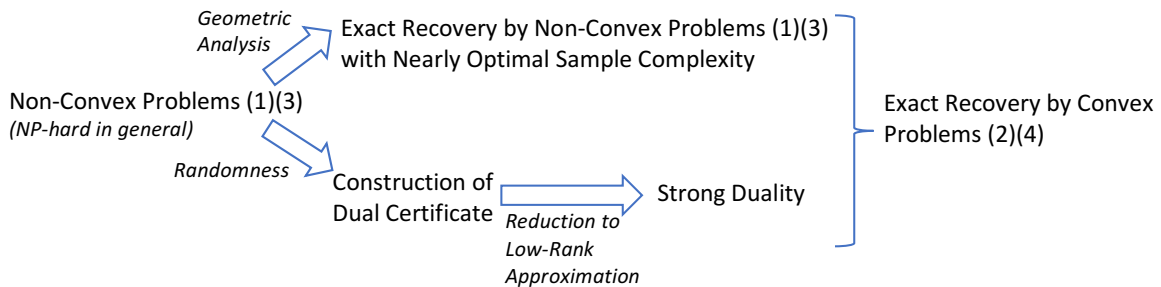 Geometric
Analysis
Exact Recovery by Non-Convex Problems (1)(3)
with Nearly Optimal Sample Complexity
Non-Convex Problems (1)(3)
(NP-hard in general)
Randomness
Construction of
Dual Certificate
Reduction to
Low-Rank
Approximation
Strong Duality
Exact Recovery by Convex
Problems (2)(4)